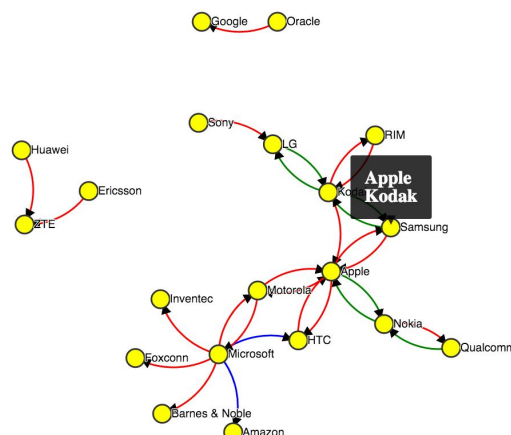 Google
Oracle
Sony
LG
RIM
Huawei
Apple
Kodak
Ericsson
ZTE
Samsung
Apple
Motorola
Inventec
Nokia
HTC
Qualcomm
Foxconn
Microsoft
Barnes & Noble
Amazon